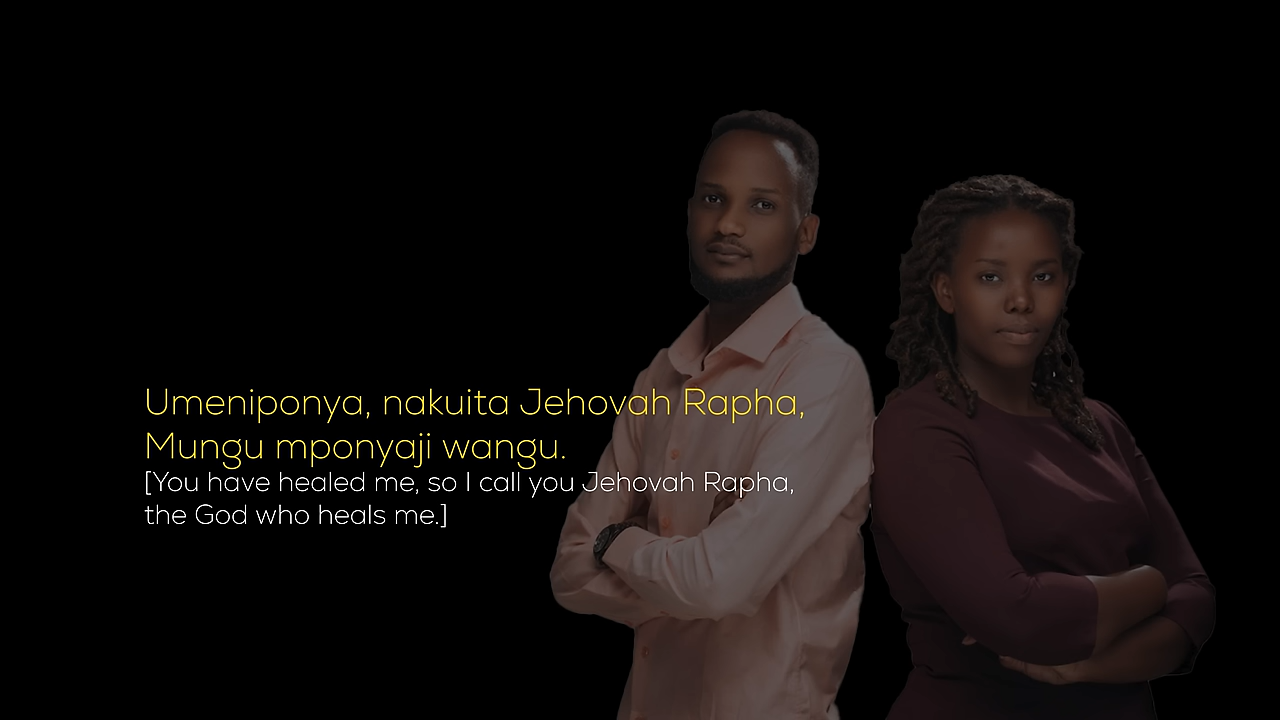 Umeniponya, nakuita Jehovah Rapha,
Mungu mponyaji wangu.
[You have healed me, so I call you Jehovah Rapha,
the God who heals me.]